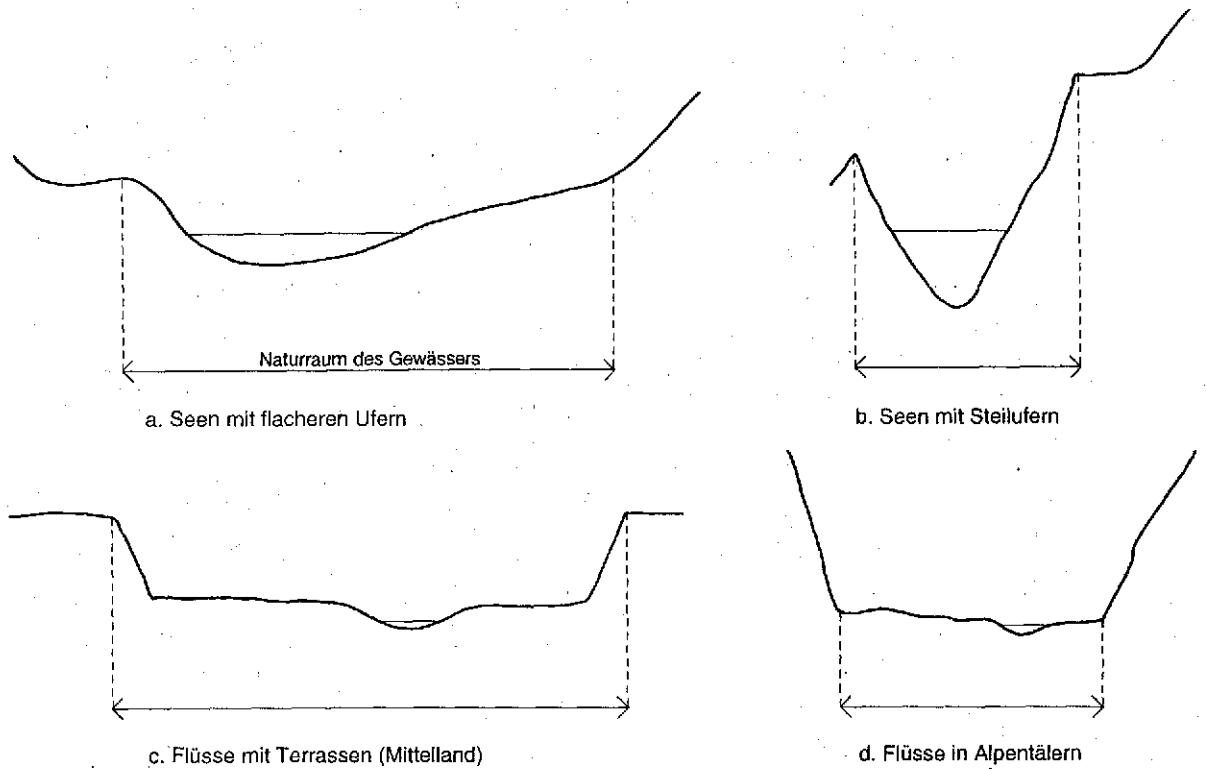 Naturraum des Gewässers
a. Seen mit flacheren Ufern
b. Seen mit Steilufern
c. Flüsse mit Terrassen (Mittelland)
d. Flüsse in Alpentälern